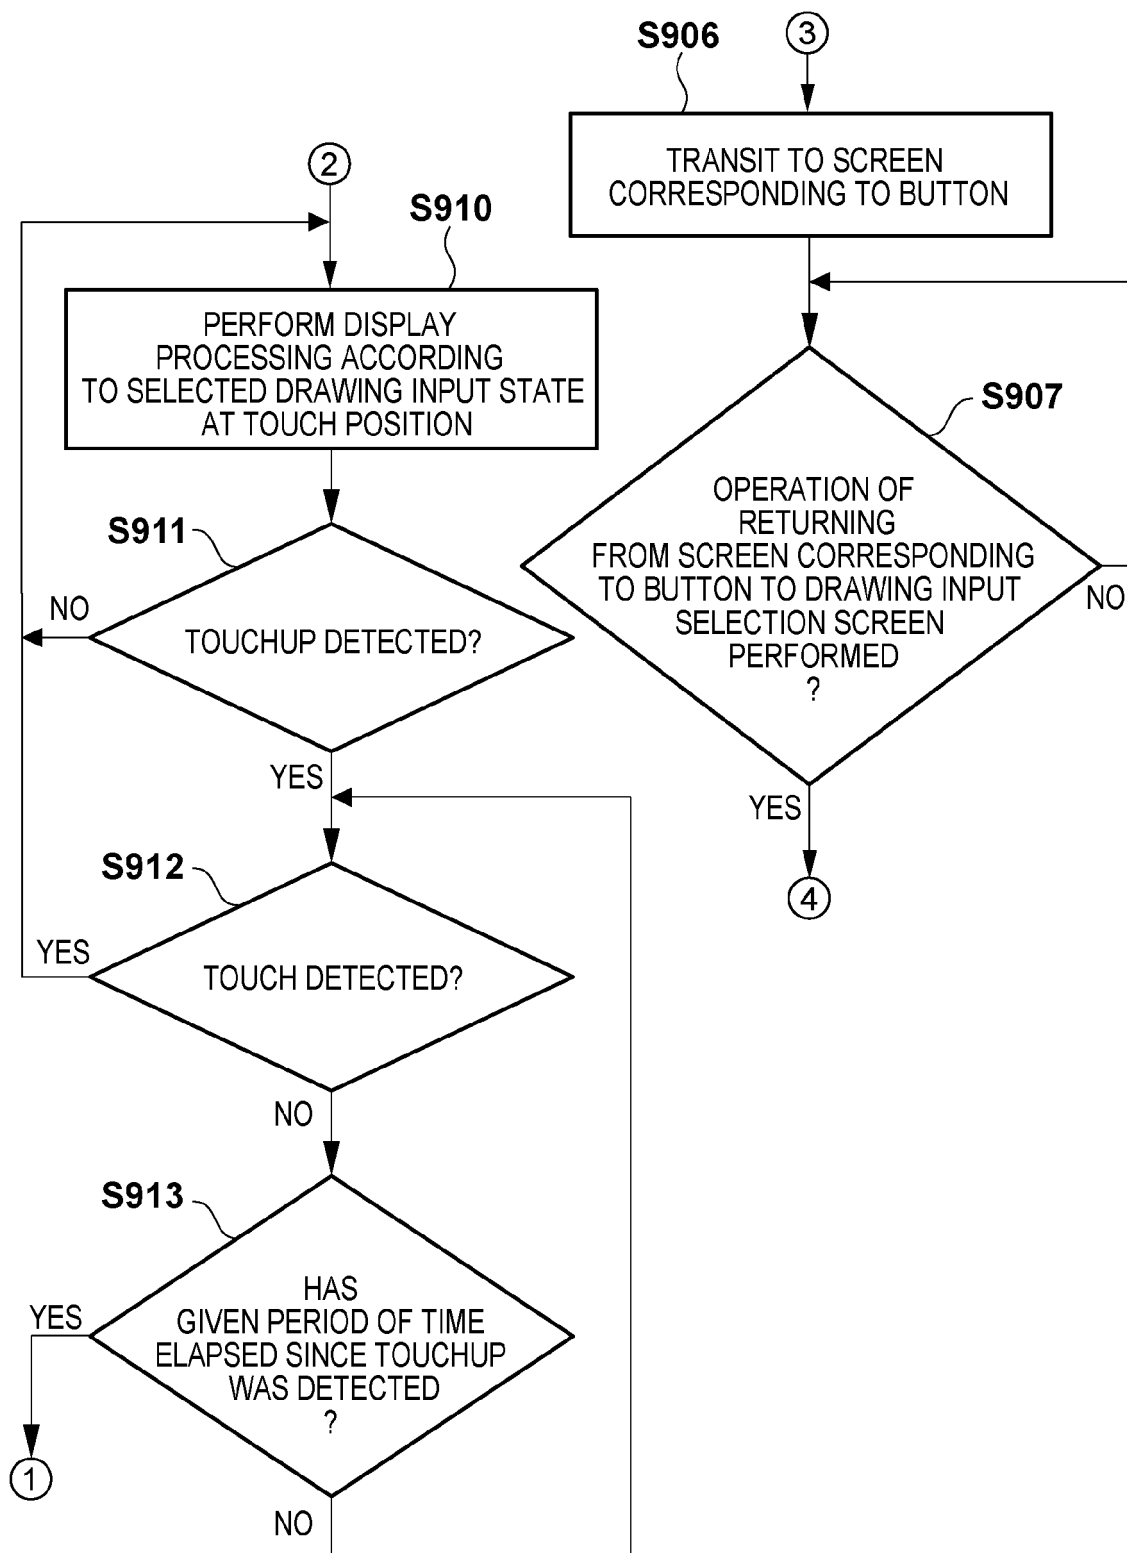 2
S910
PERFORM DISPLAY
PROCESSING ACCORDING
TO SELECTED DRAWING INPUT STATE
AT TOUCH POSITION
S911
NO
TOUCHUP DETECTED?
YES
S912
YES
TOUCH DETECTED?
NO
S913
YES
HAS
GIVEN PERIOD OF TIME
ELAPSED SINCE TOUCHUP
WAS DETECTED
?
1
NO
S906
3
TRANSIT TO SCREEN
CORRESPONDING TO BUTTON
S907
OPERATION OF
RETURNING
FROM SCREEN CORRESPONDING
TO BUTTON TO DRAWING INPUT
SELECTION SCREEN
PERFORMED
?
NO
YES
4